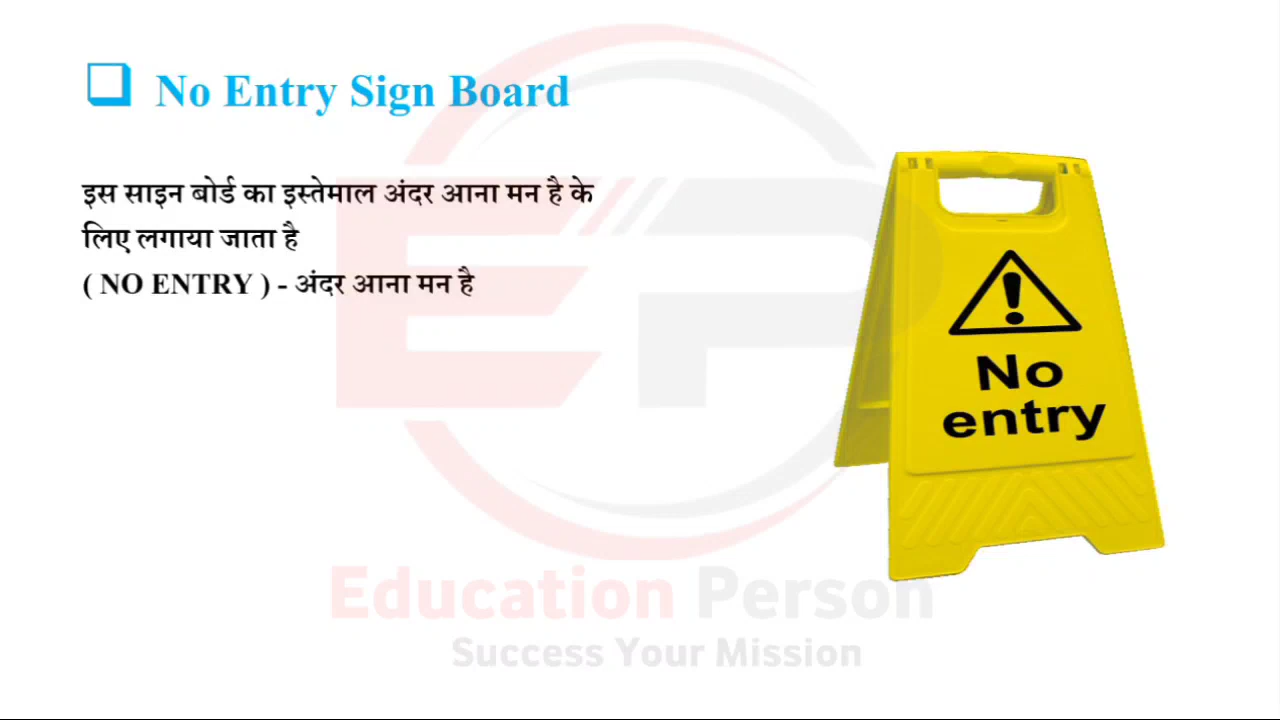 No Entry Sign Board
इस साइन बोर्ड का इस्तेमाल अंदर आना मन है के
लिए लगाया जाता है
( NO ENTRY ) - अंदर आना मन है
No
entry
EP
Education Person
Success Your Mission